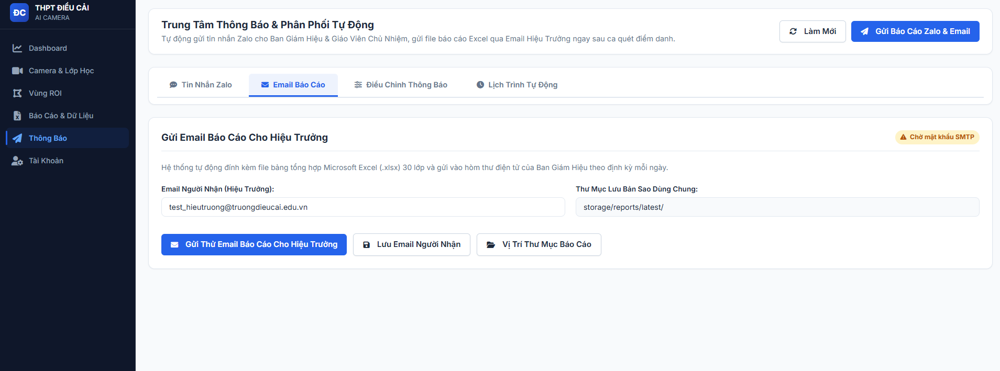 ĐC
THPT ĐIỀU CẢI
AI CAMERA
Dashboard
Camera & Lớp Học
Vùng ROI
Báo Cáo & Dữ Liệu
Thông Báo
Tài Khoản
Trung Tâm Thông Báo & Phân Phối Tự Động
Tự động gửi tin nhắn Zalo cho Ban Giám Hiệu & Giáo Viên Chủ Nhiệm, gửi file báo cáo Excel qua Email Hiệu Trưởng ngay sau ca quét điểm danh.
Làm Mới
Gửi Báo Cáo Zalo & Email
Tin Nhắn Zalo
Email Báo Cáo
Điều Chỉnh Thông Báo
Lịch Trình Tự Động
Gửi Email Báo Cáo Cho Hiệu Trưởng
Chờ mật khẩu SMTP
Hệ thống tự động đính kèm file bảng tổng hợp Microsoft Excel (.xlsx) 30 lớp và gửi vào hòm thư điện tử của Ban Giám Hiệu theo định kỳ mỗi ngày.
Email Người Nhận (Hiệu Trưởng):
Thư Mục Lưu Bản Sao Dùng Chung:
test_hieutruong@truongdieucai.edu.vn
storage/reports/latest/
Gửi Thử Email Báo Cáo Cho Hiệu Trưởng
Lưu Email Người Nhận
Vị Trí Thư Mục Báo Cáo